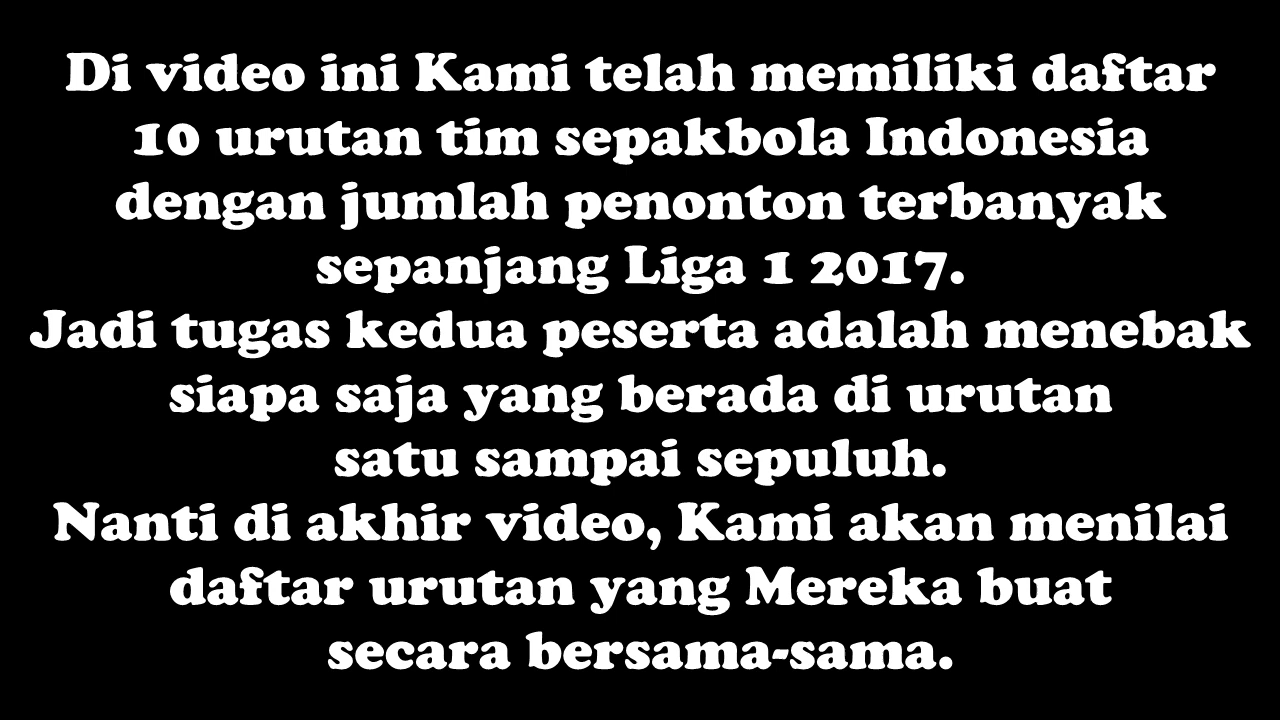 Di video ini Kami telah memiliki daftar
10 urutan tim sepakbola Indonesia
dengan jumlah penonton terbanyak
sepanjang Liga 1 2017.
Jadi tugas kedua peserta adalah menebak
siapa saja yang berada di urutan
satu sampai sepuluh.
Nanti di akhir video, Kami akan menilai
daftar urutan yang Mereka buat
secara bersama-sama.